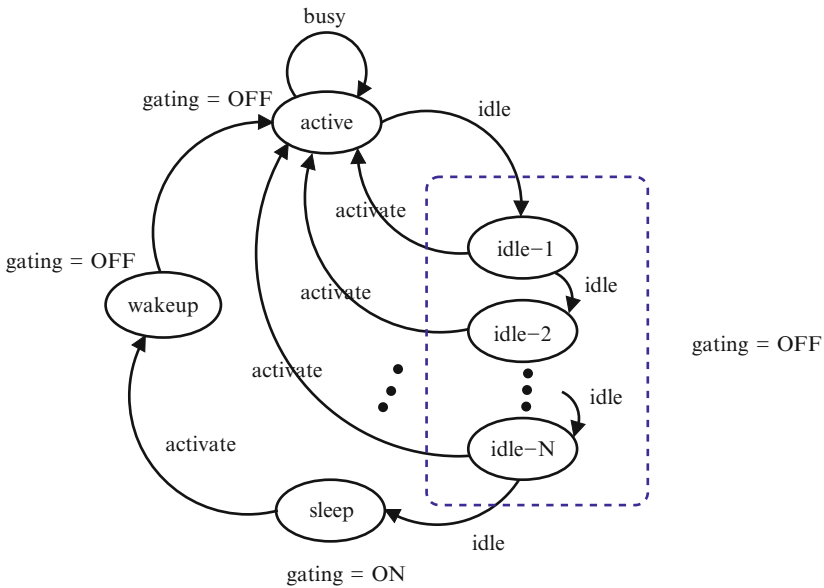 busy
gating = OFF
active
idle
activate
idle−1
gating = OFF
idle
activate
wakeup
idle−2
gating = OFF
activate
idle
idle−N
activate
sleep
idle
gating = ON